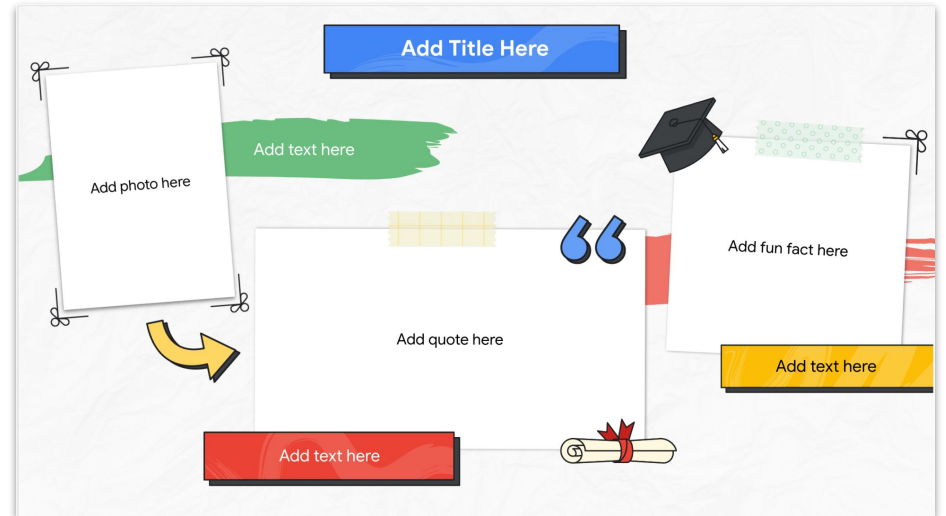 Add Title Here
Add text here
Add photo here
Add fun fact here
Add quote here
Add text here
Add text here